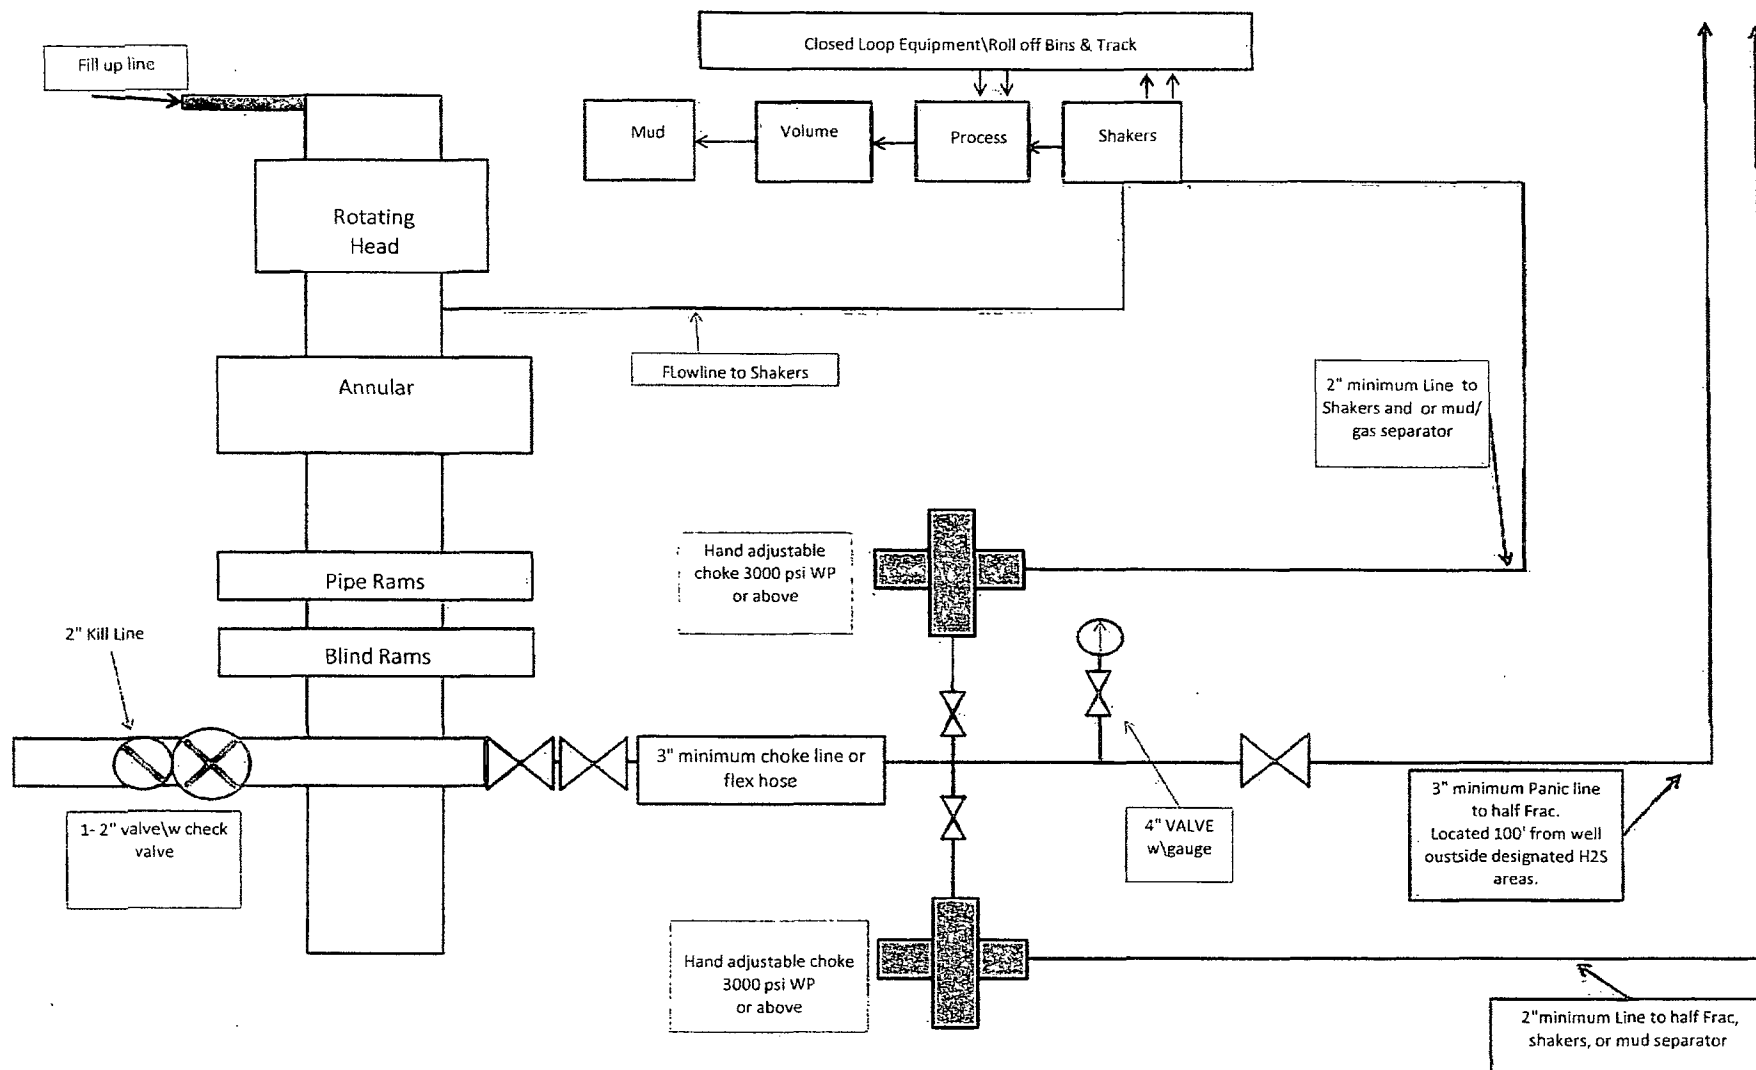 Closed Loop Equipment\Roll off Bins & Track
Fill up line
Mud
Volume
Process
Shakers
Rotating
Head
FLowline to Shakers
Annular
2" minimum Line to
Shakers and or mud/
gas separator
Hand adjustable
choke 3000 psi WP
or above
Pipe Rams
2" Kill Line
Blind Rams
3" minimum choke line or
flex hose
1- 2" valve\w check
valve
4" VALVE
w\gauge
3" minimum Panic line
to half Frac.
Located 100' from well
oustside designated H2S
areas.
Hand adjustable choke
3000 psi WP
or above
2"minimum Line to half Frac,
shakers, or mud separator